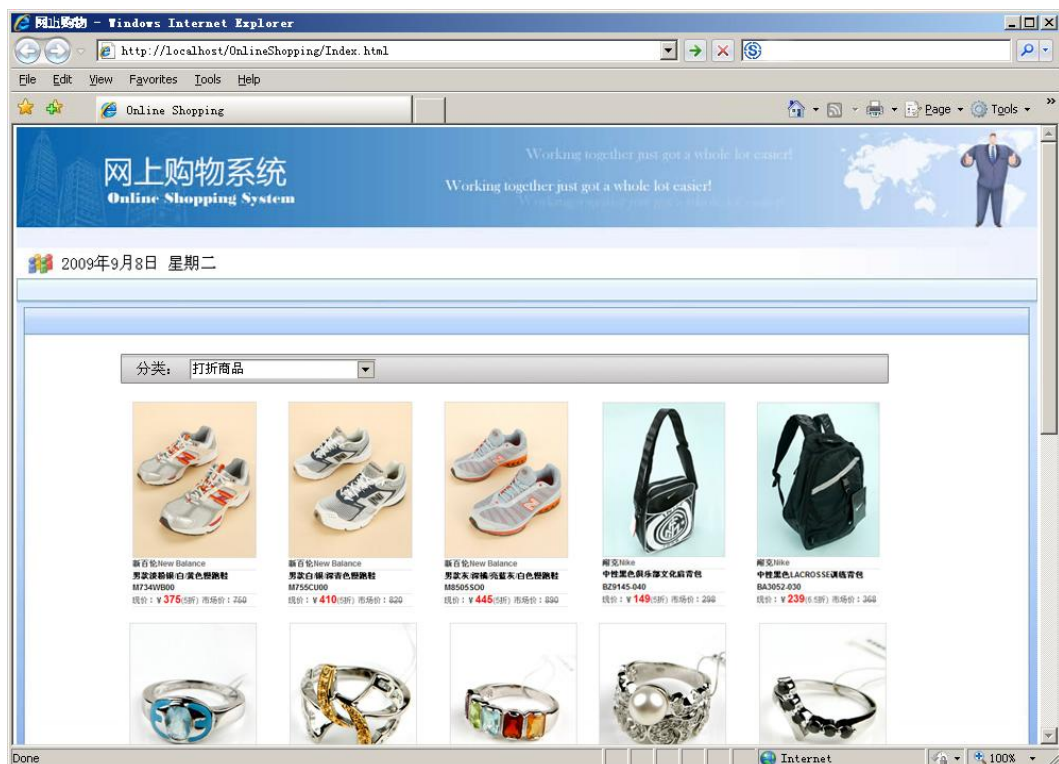 网上购物 - Windows Internet Explorer
http://localhost/OnlineShopping/Index.html
File Edit View Favorites Tools Help
Online Shopping
Page Tools
网上购物系统
Online Shopping System
Working together just got a whole lot easier!
Working together just got a whole lot easier!
2009年9月8日 星期二
分类: 打折商品
新百伦New Balance
男款淡粉银/白/黄色慢跑鞋
M734WB00
现价:¥375(5折) 市场价:750
新百伦New Balance
男款白/银/深青色慢跑鞋
M755CU00
现价:¥410(5折) 市场价:820
新百伦New Balance
男款灰/深橘/亮蓝灰/白色慢跑鞋
M8505SO0
现价:¥445(5折) 市场价:890
耐克Nike
中性黑色俱乐部文化肩背包
BZ9145-040
现价:¥149(5折) 市场价:298
耐克Nike
中性黑色LACROSSE训练背包
BA3052-030
现价:¥239(6.5折) 市场价:368
Done
Internet
100%